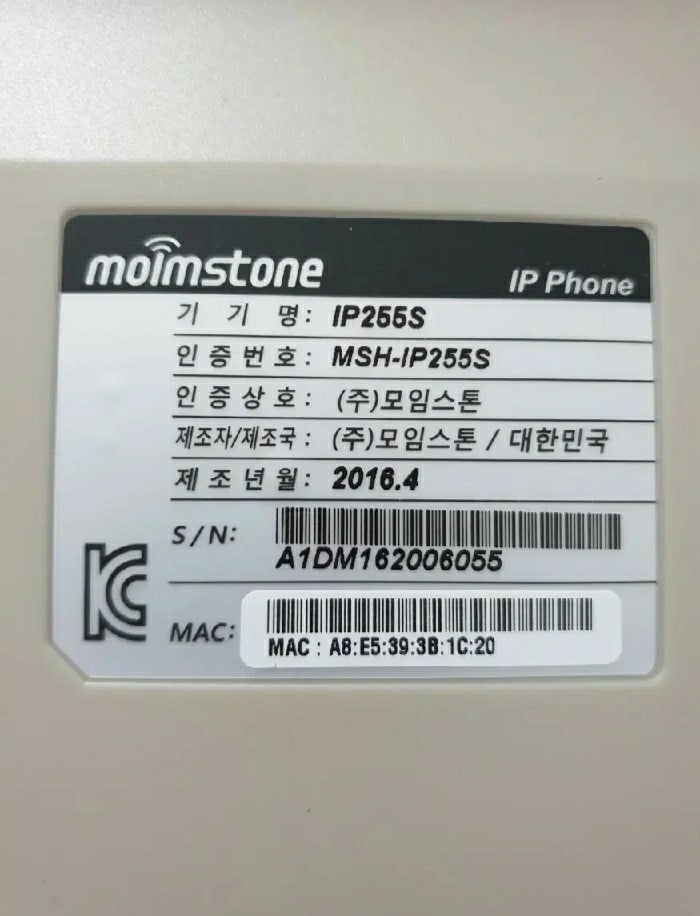 moimstone
IP Phone
기 기 명 : IP255S
인 증 번 호 : MSH-IP255S
인 증 상 호 : (주)모임스톤
제조자/제조국 : (주)모임스톤 / 대한민국
제 조 년 월 : 2016.4
S/N:
A1DM162006055
MAC:
MAC : A8:E5:39:3B:1C:20